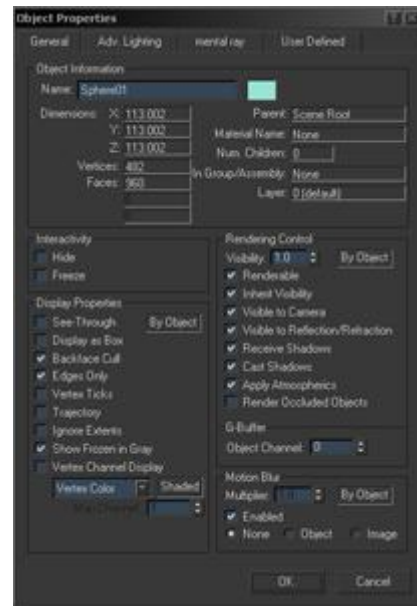 Object Properties
General Adv. Lighting mental ray User Defined
Object Information
Name: Sphere01
Dimensions: X: 113.002
Y: 113.002
Z: 113.002
Vertices: 482
Faces: 960
Parent: Scene Root
Material Name: None
Num. Children: 0
In Group/Assembly: None
Layer: 0 (default)
Interactivity
Hide
Freeze
Display Properties
See-Through By Object
Display as Box
Backface Cull
Edges Only
Vertex Ticks
Trajectory
Ignore Extents
Show Frozen in Gray
Vertex Channel Display
Vertex Color Shaded
Map Channel:
Rendering Control
Visibility: 1.0 By Object
Renderable
Inherit Visibility
Visible to Camera
Visible to Reflection/Refraction
Receive Shadows
Cast Shadows
Apply Atmospherics
Render Occluded Objects
G-Buffer
Object Channel: 0
Motion Blur
Multiplier: By Object
Enabled
None Object Image
OK Cancel